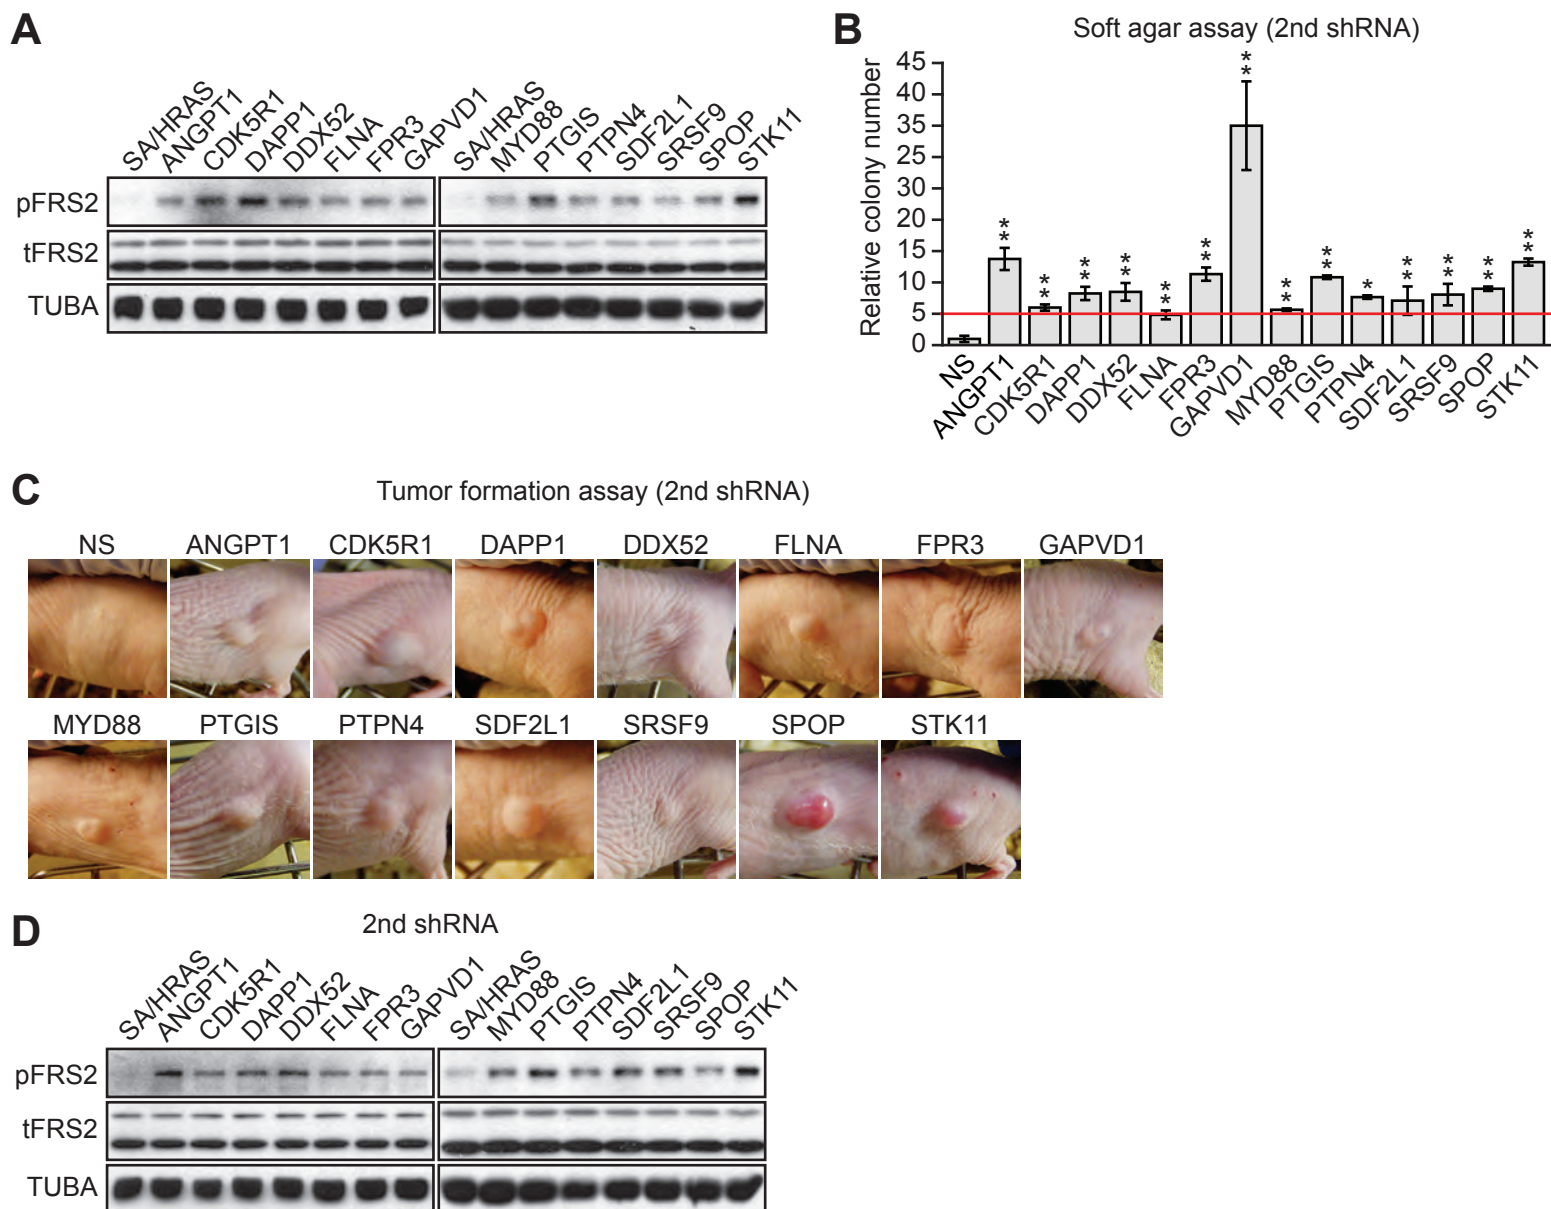 A
SA/HRAS ANGPT1 CDK5R1 DAPP1 DDX52 FLNA FPR3 GAPVD1 SA/HRAS MYD88 PTGIS PTPN4 SDF2L1 SRSF9 SPOP STK11
pFRS2
tFRS2
TUBA
B
Soft agar assay (2nd shRNA)
Relative colony number
45
40
35
30
25
20
15
10
5
0
** ** ** ** ** ** ** ** ** * ** ** ** **
NS ANGPT1 CDK5R1 DAPP1 DDX52 FLNA FPR3 GAPVD1 MYD88 PTGIS PTPN4 SDF2L1 SRSF9 SPOP STK11
C
Tumor formation assay (2nd shRNA)
NS ANGPT1 CDK5R1 DAPP1 DDX52 FLNA FPR3 GAPVD1
MYD88 PTGIS PTPN4 SDF2L1 SRSF9 SPOP STK11
D
2nd shRNA
SA/HRAS ANGPT1 CDK5R1 DAPP1 DDX52 FLNA FPR3 GAPVD1 SA/HRAS MYD88 PTGIS PTPN4 SDF2L1 SRSF9 SPOP STK11
pFRS2
tFRS2
TUBA